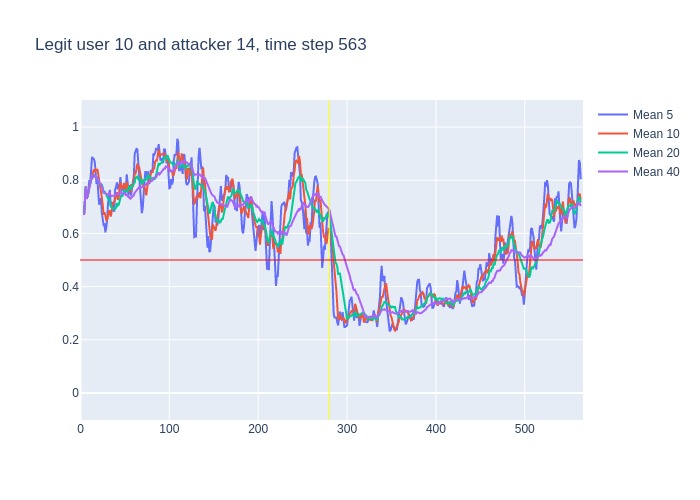 Legit user 10 and attacker 14, time step 563
Mean 5
Mean 10
Mean 20
Mean 40
1
0.8
0.6
0.4
0.2
0
0 100 200 300 400 500